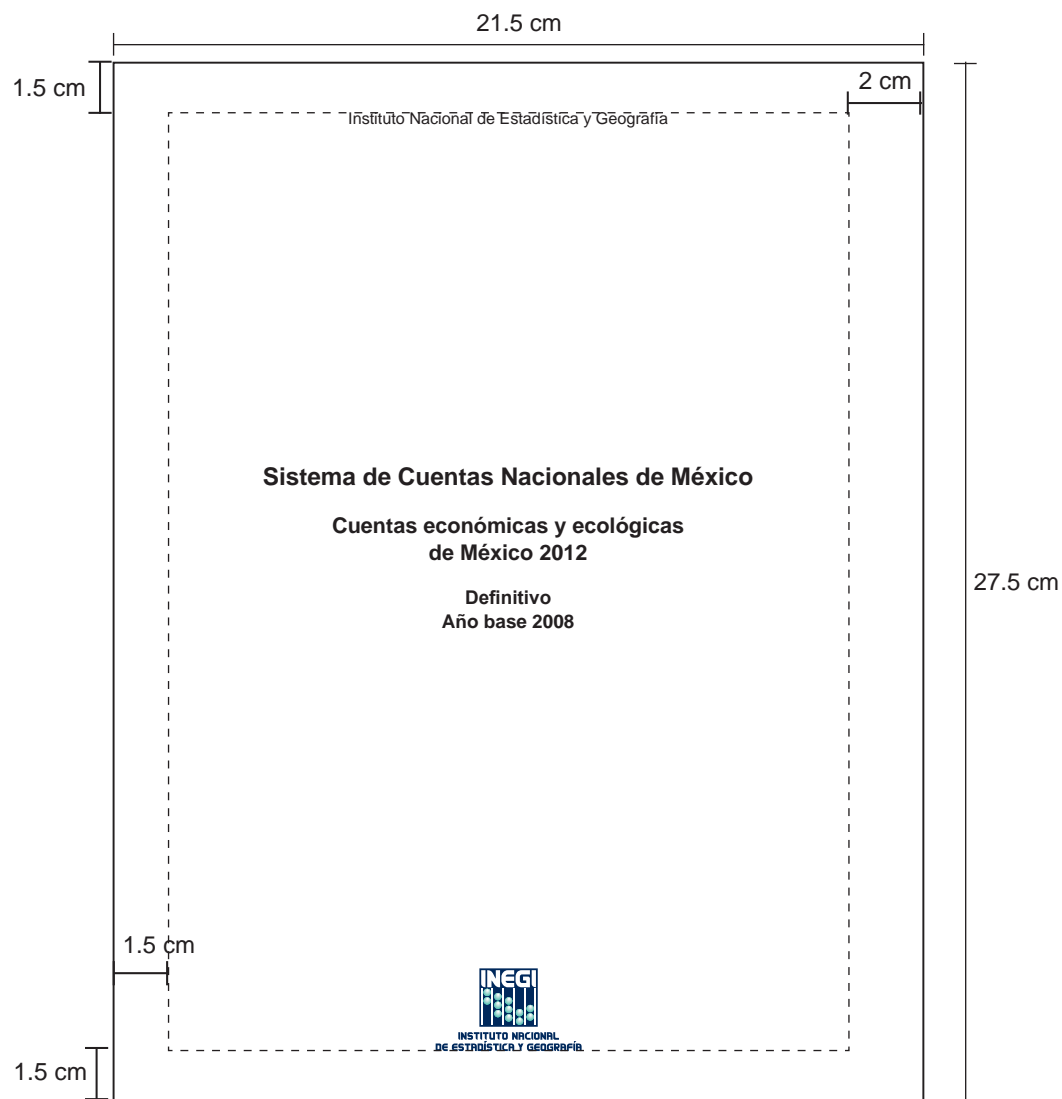 21.5 cm
1.5 cm
2 cm
Instituto Nacional de Estadística y Geografía
Sistema de Cuentas Nacionales de México
Cuentas económicas y ecológicas
de México 2012
27.5 cm
Definitivo
Año base 2008
1.5 cm
INEGI
INSTITUTO NACIONAL
DE ESTADÍSTICA Y GEOGRAFÍA
1.5 cm